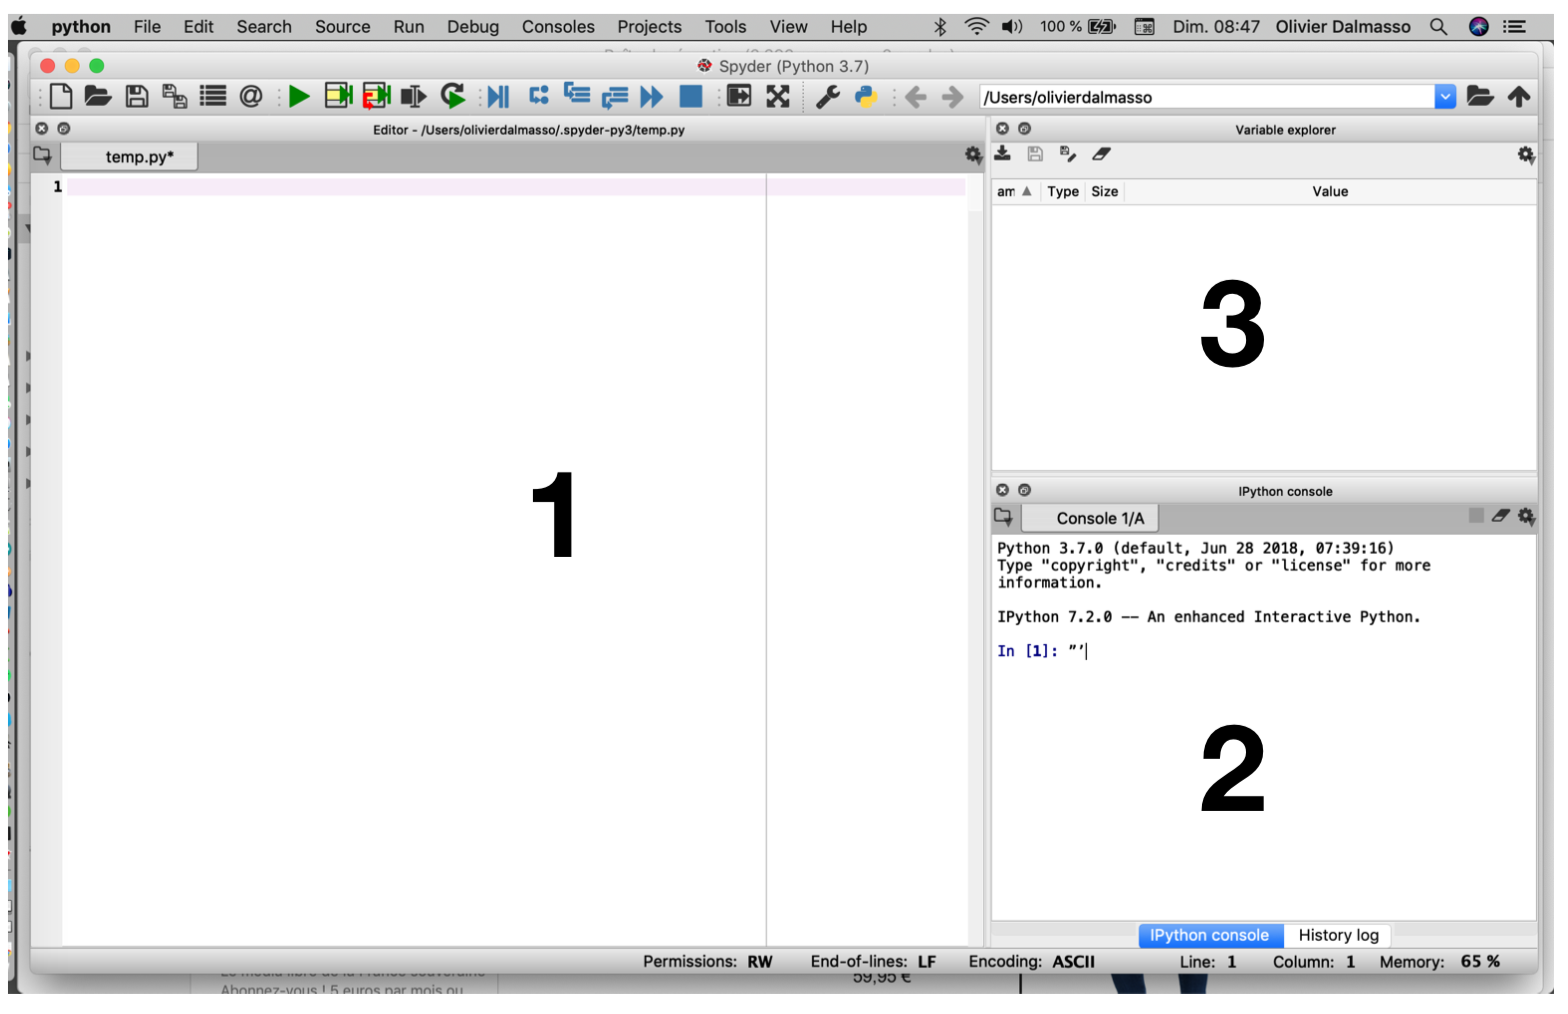 python File Edit Search Source Run Debug Consoles Projects Tools View Help 100 % Dim. 08:47 Olivier Dalmasso
Spyder (Python 3.7)
/Users/olivierdalmasso
Editor - /Users/olivierdalmasso/.spyder-py3/temp.py
temp.py*
1
1
Variable explorer
am Type Size Value
3
IPython console
Console 1/A
Python 3.7.0 (default, Jun 28 2018, 07:39:16)
Type "copyright", "credits" or "license" for more
information.
IPython 7.2.0 -- An enhanced Interactive Python.
In [1]: "'
2
IPython console History log
Permissions: RW End-of-lines: LF Encoding: ASCII Line: 1 Column: 1 Memory: 65 %
Abonnez-vous ! 5 euros par mois ou
59,95 €